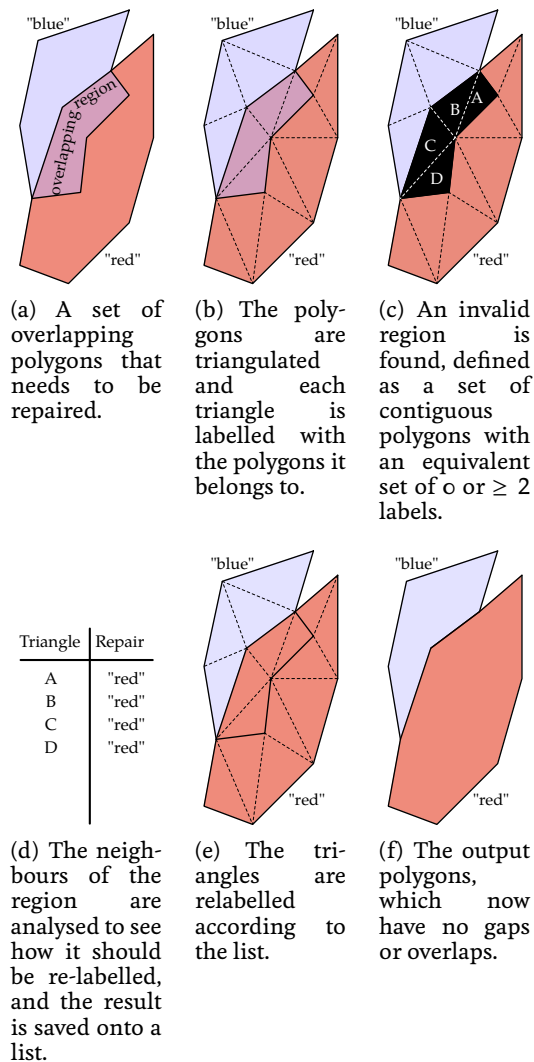 "blue"
overlapping region
"red"
(a) A set of
overlapping
polygons that
needs to be
repaired.
"blue"
"red"
(b) The poly-
gons are
triangulated
and each
triangle is
labelled with
the polygons it
belongs to.
"blue"
A
B
C
D
"red"
(c) An invalid
region is
found, defined
as a set of
contiguous
polygons with
an equivalent
set of 0 or ≥ 2
labels.
Triangle Repair
A "red"
B "red"
C "red"
D "red"
(d) The neigh-
bours of the
region are
analysed to see
how it should
be re-labelled,
and the result
is saved onto a
list.
"blue"
"red"
(e) The tri-
angles are
relabelled
according to
the list.
"blue"
"red"
(f) The output
polygons,
which now
have no gaps
or overlaps.